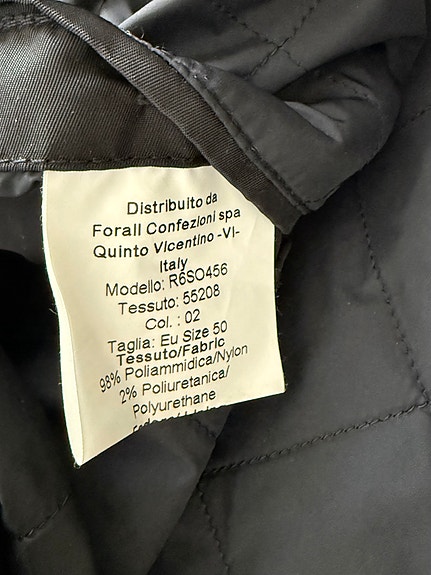 Distribuito da
Forall Confezioni spa
Quinto Vicentino -VI-
Italy
Modello: R6SO456
Tessuto: 55208
Col. : 02
Taglia: Eu Size 50
Tessuto/Fabric
98% Poliammidica/Nylon
2% Poliuretanica/
Polyurethane